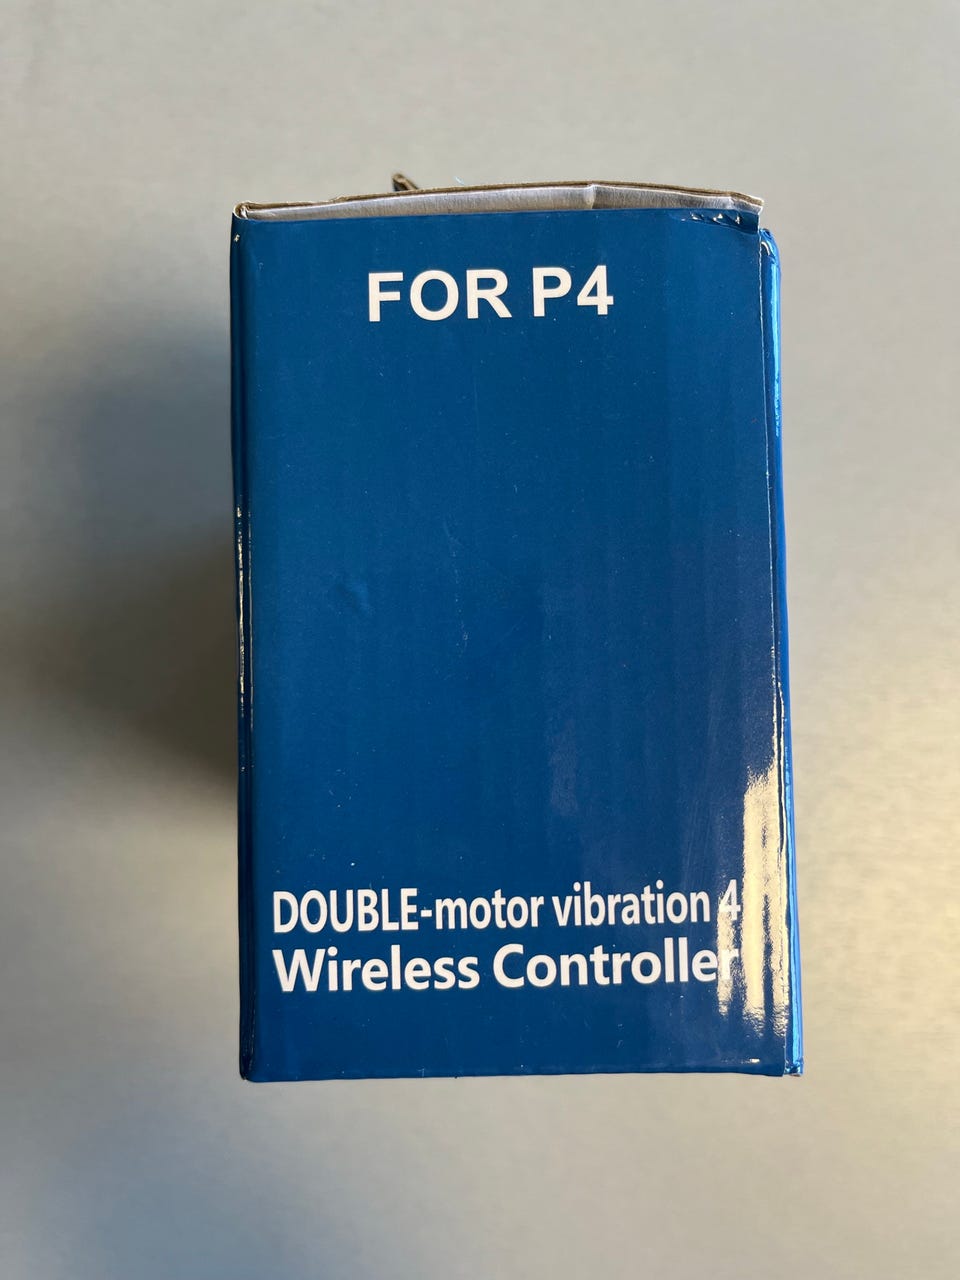 FOR P4
DOUBLE-motor vibration 4
Wireless Controller